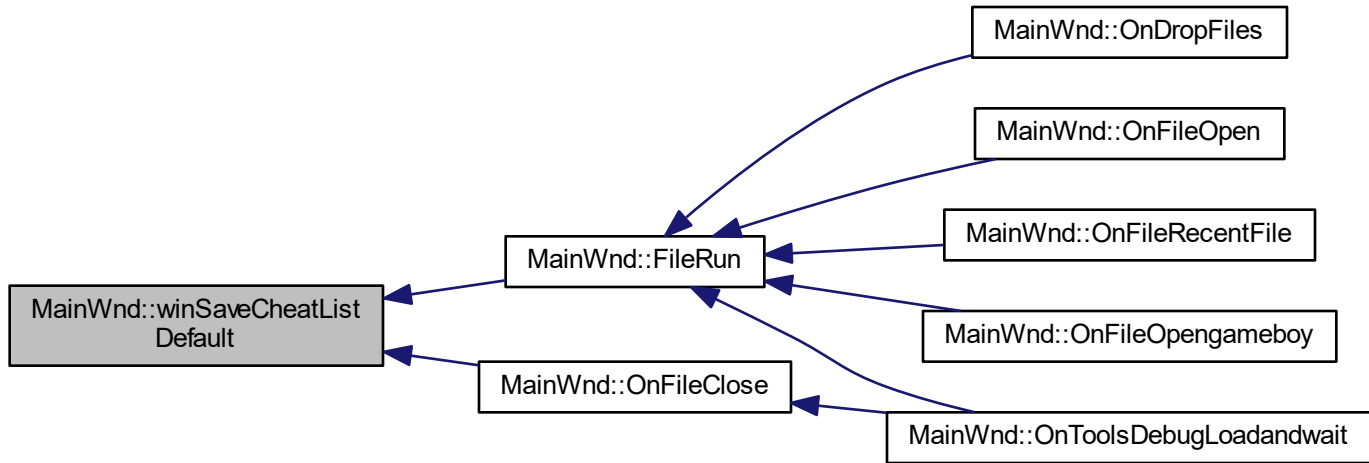 MainWnd::OnDropFiles
MainWnd::OnFileOpen
MainWnd::OnFileRecentFile
MainWnd::FileRun
MainWnd::winSaveCheatList
Default
MainWnd::OnFileOpengameboy
MainWnd::OnFileClose
MainWnd::OnToolsDebugLoadandwait